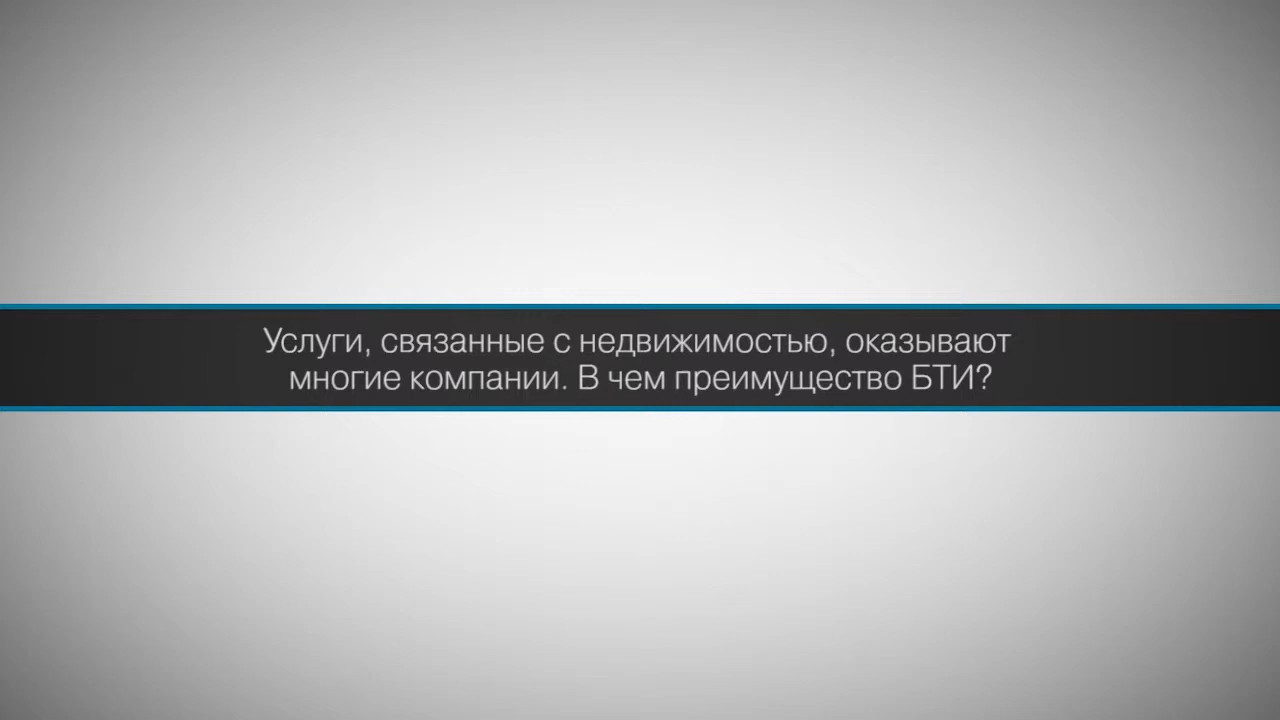 Услуги, связанные с недвижимостью, оказывают
многие компании. В чем преимущество БТИ?